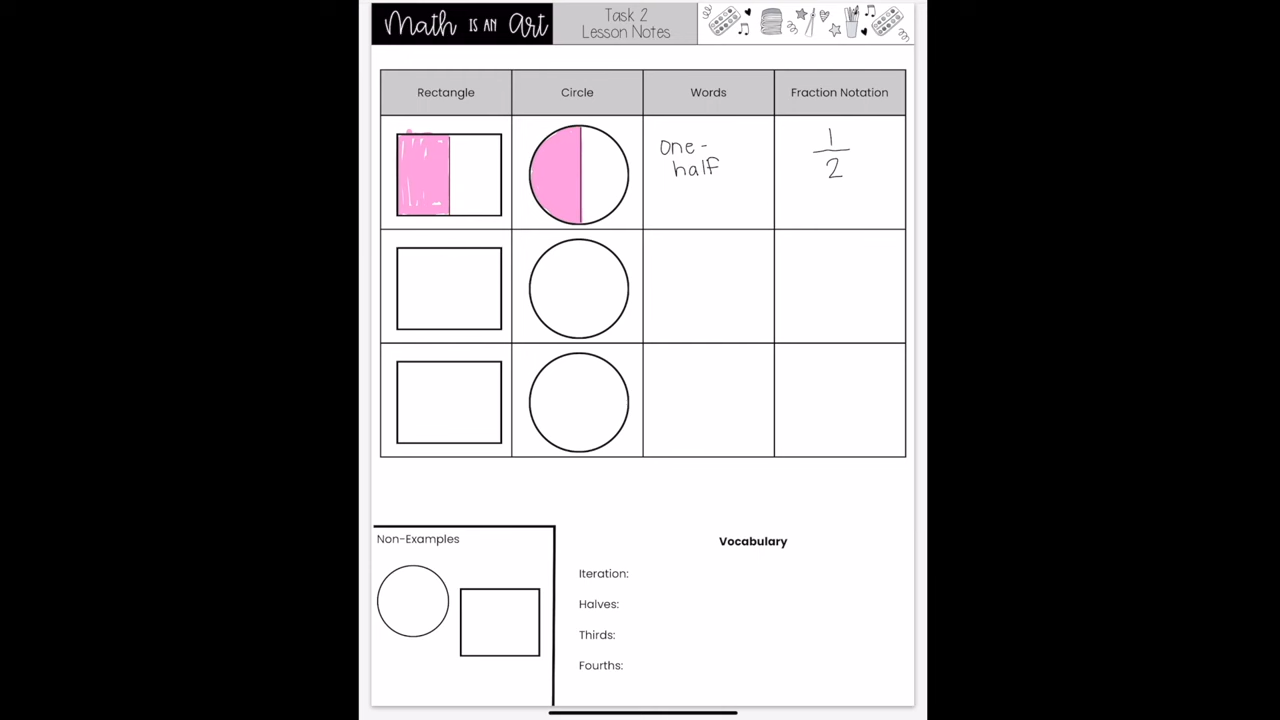 Math IS AN Art
Task 2
Lesson Notes
Rectangle
Circle
Words
Fraction Notation
One-
half
1
2
Non-Examples
Vocabulary
Iteration:
Halves:
Thirds:
Fourths: